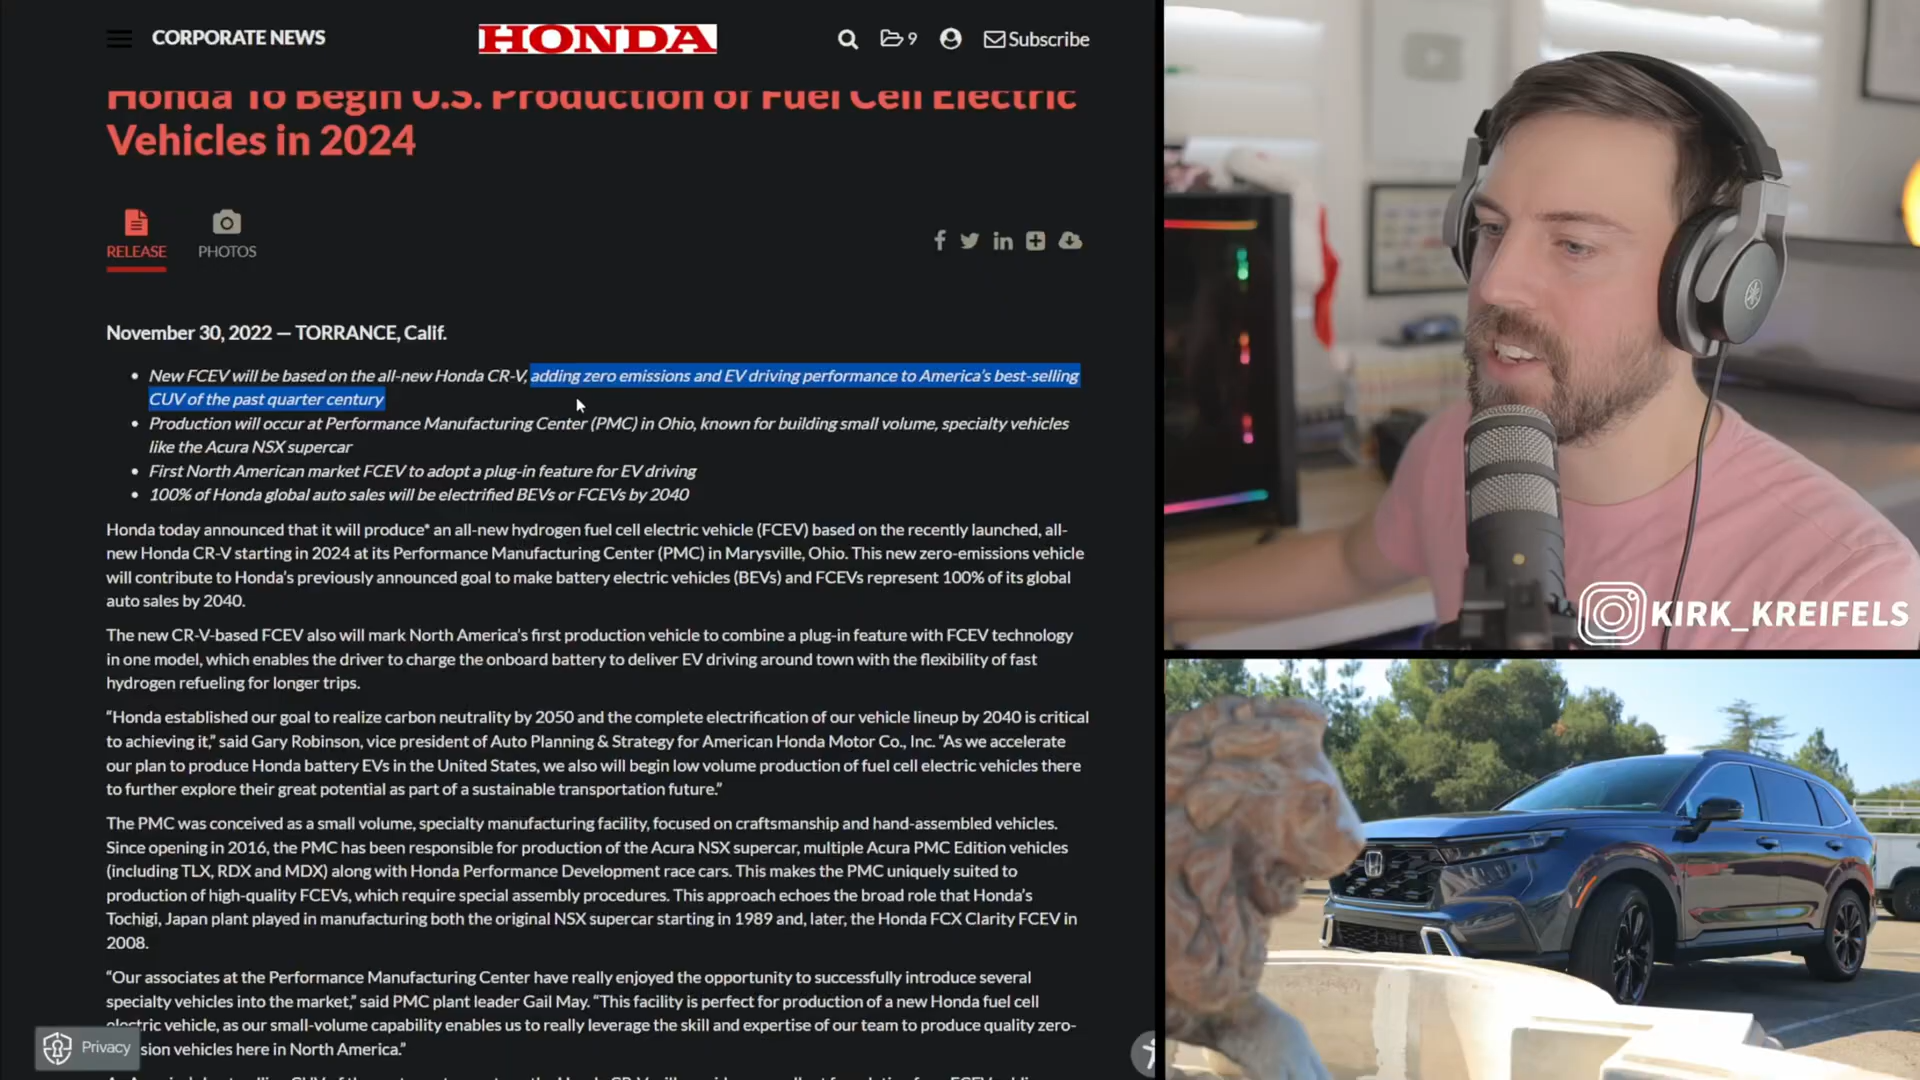 CORPORATE NEWS
HONDA
9
Subscribe
Honda To Begin U.S. Production of Fuel Cell Electric
Vehicles in 2024
RELEASE
PHOTOS
November 30, 2022 — TORRANCE, Calif.
• New FCEV will be based on the all-new Honda CR-V, adding zero emissions and EV driving performance to America's best-selling
CUV of the past quarter century
• Production will occur at Performance Manufacturing Center (PMC) in Ohio, known for building small volume, specialty vehicles
like the Acura NSX supercar
• First North American market FCEV to adopt a plug-in feature for EV driving
• 100% of Honda global auto sales will be electrified BEVs or FCEVs by 2040
Honda today announced that it will produce* an all-new hydrogen fuel cell electric vehicle (FCEV) based on the recently launched, all-
new Honda CR-V starting in 2024 at its Performance Manufacturing Center (PMC) in Marysville, Ohio. This new zero-emissions vehicle
will contribute to Honda's previously announced goal to make battery electric vehicles (BEVs) and FCEVs represent 100% of its global
auto sales by 2040.
The new CR-V-based FCEV also will mark North America's first production vehicle to combine a plug-in feature with FCEV technology
in one model, which enables the driver to charge the onboard battery to deliver EV driving around town with the flexibility of fast
hydrogen refueling for longer trips.
“Honda established our goal to realize carbon neutrality by 2050 and the complete electrification of our vehicle lineup by 2040 is critical
to achieving it,” said Gary Robinson, vice president of Auto Planning & Strategy for American Honda Motor Co., Inc. “As we accelerate
our plan to produce Honda battery EVs in the United States, we also will begin low volume production of fuel cell electric vehicles there
to further explore their great potential as part of a sustainable transportation future.”
The PMC was conceived as a small volume, specialty manufacturing facility, focused on craftsmanship and hand-assembled vehicles.
Since opening in 2016, the PMC has been responsible for production of the Acura NSX supercar, multiple Acura PMC Edition vehicles
(including TLX, RDX and MDX) along with Honda Performance Development race cars. This makes the PMC uniquely suited to
production of high-quality FCEVs, which require special assembly procedures. This approach echoes the broad role that Honda's
Tochigi, Japan plant played in manufacturing both the original NSX supercar starting in 1989 and, later, the Honda FCX Clarity FCEV in
2008.
“Our associates at the Performance Manufacturing Center have really enjoyed the opportunity to successfully introduce several
specialty vehicles into the market,” said PMC plant leader Gail May. “This facility is perfect for production of a new Honda fuel cell
electric vehicle, as our small-volume capability enables us to really leverage the skill and expertise of our team to produce quality zero-
sion vehicles here in North America.”
Privacy
KIRK_KREIFELS